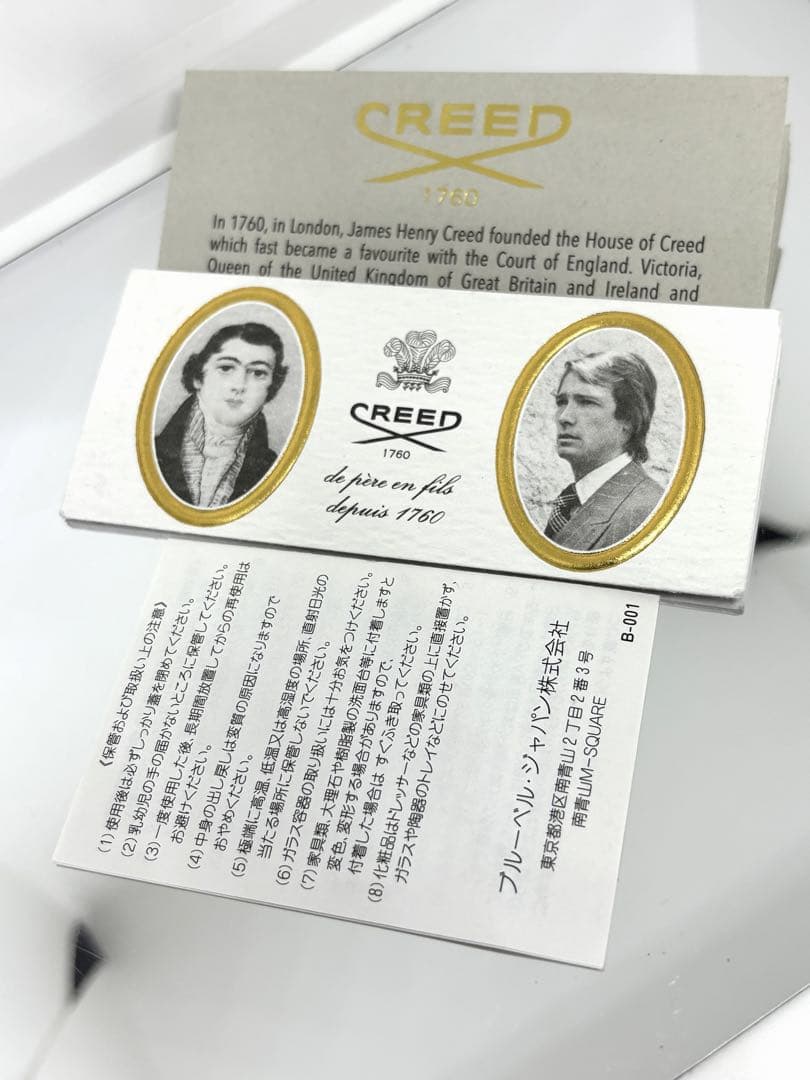 CREED
1760
In 1760, in London, James Henry Creed founded the House of Creed
which fast became a favourite with the Court of England. Victoria,
Queen of the United Kingdom of Great Britain and Ireland and
CREED
1760
de père en fils
depuis 1760
《保管および取扱い上の注意》
(1) 使用後は必ずしっかり蓋を閉めてください。
(2) 乳幼児の手の届かないところに保管してください。
(3) 一度使用した後、長期間放置してからの再使用は
お避けください。
(4) 中身の出し戻しは変質の原因になりますので
おやめください。
(5) 極端に高温、低温又は高湿度の場所、直射日光の
当たる場所に保管しないでください。
(6) ガラス容器の取り扱いには十分お気をつけください。
(7) 家具類、大理石や樹脂製の洗面台等に付着しますと
変色、変形する場合がありますので、
付着した場合は すぐふき取ってください。
(8) 化粧品はドレッサーなどの家具類の上に直接置かず、
ガラスや陶器のトレイなどにのせてください。
ブルーベル・ジャパン株式会社
東京都港区南青山2丁目2番3号
南青山M-SQUARE
B-001